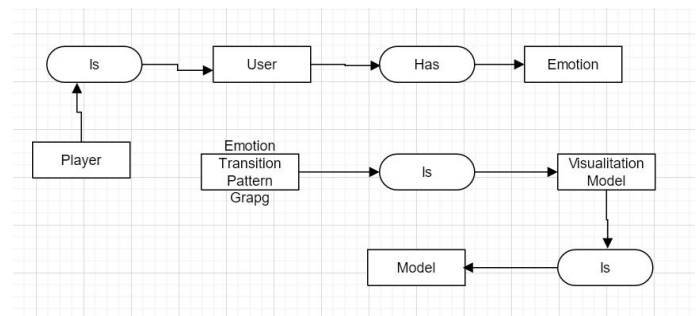 Is
User
Has
Emotion
Player
Emotion
Transition
Pattern
Grapg
Is
Visualitation
Model
Model
Is